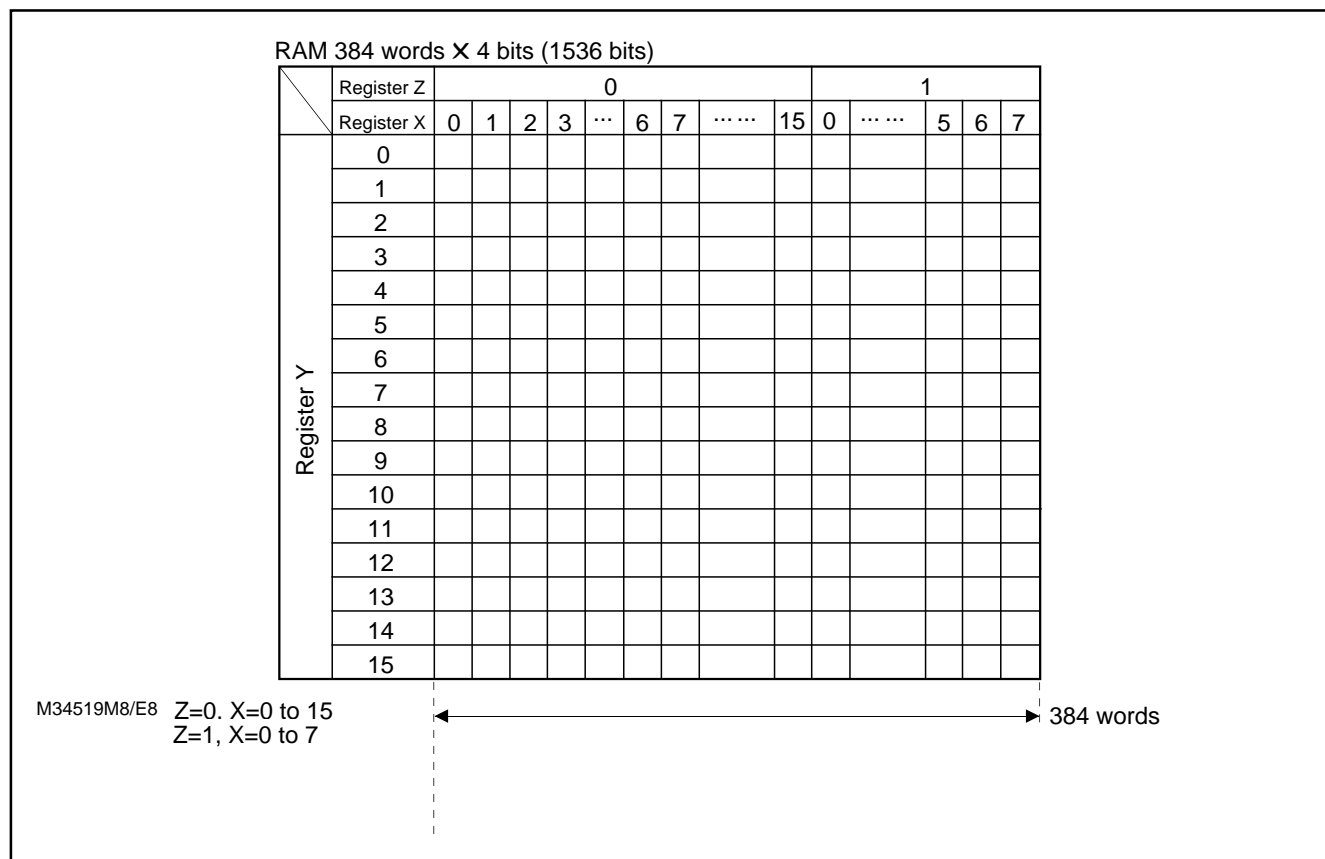 RAM 384 words X 4 bits (1536 bits)
Register Z 0 1
Register X 0 1 2 3 ... 6 7 ... ... 15 0 ... ... 5 6 7
Register Y
0
1
2
3
4
5
6
7
8
9
10
11
12
13
14
15
M34519M8/E8 Z=0. X=0 to 15
Z=1, X=0 to 7
384 words